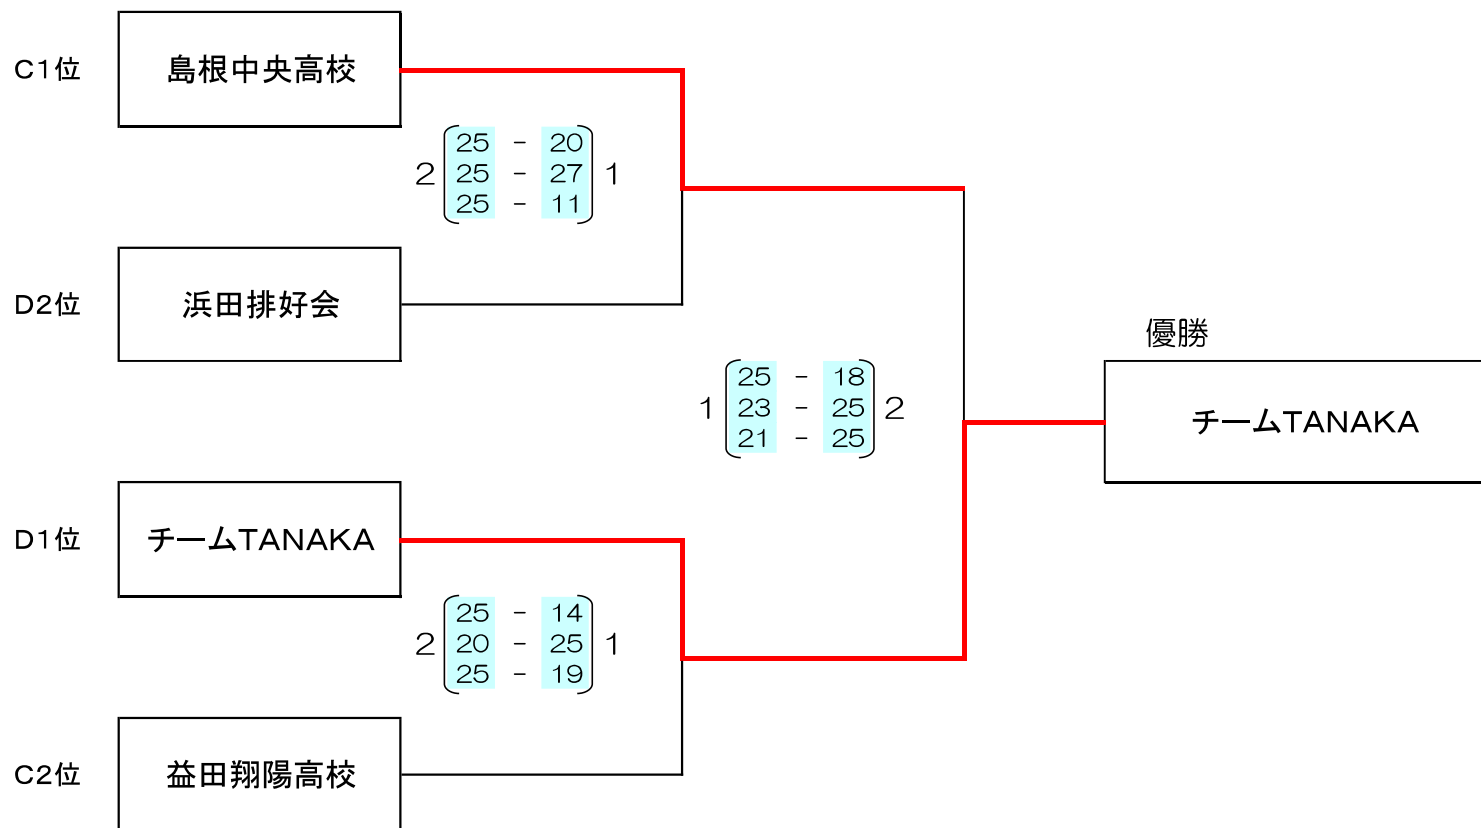 C1位
島根中央高校
25 - 20
2 25 - 27 1
25 - 11
D2位
浜田排好会
優勝
25 - 18
1 23 - 25 2
21 - 25
チームTANAKA
D1位
チームTANAKA
25 - 14
2 20 - 25 1
25 - 19
C2位
益田翔陽高校